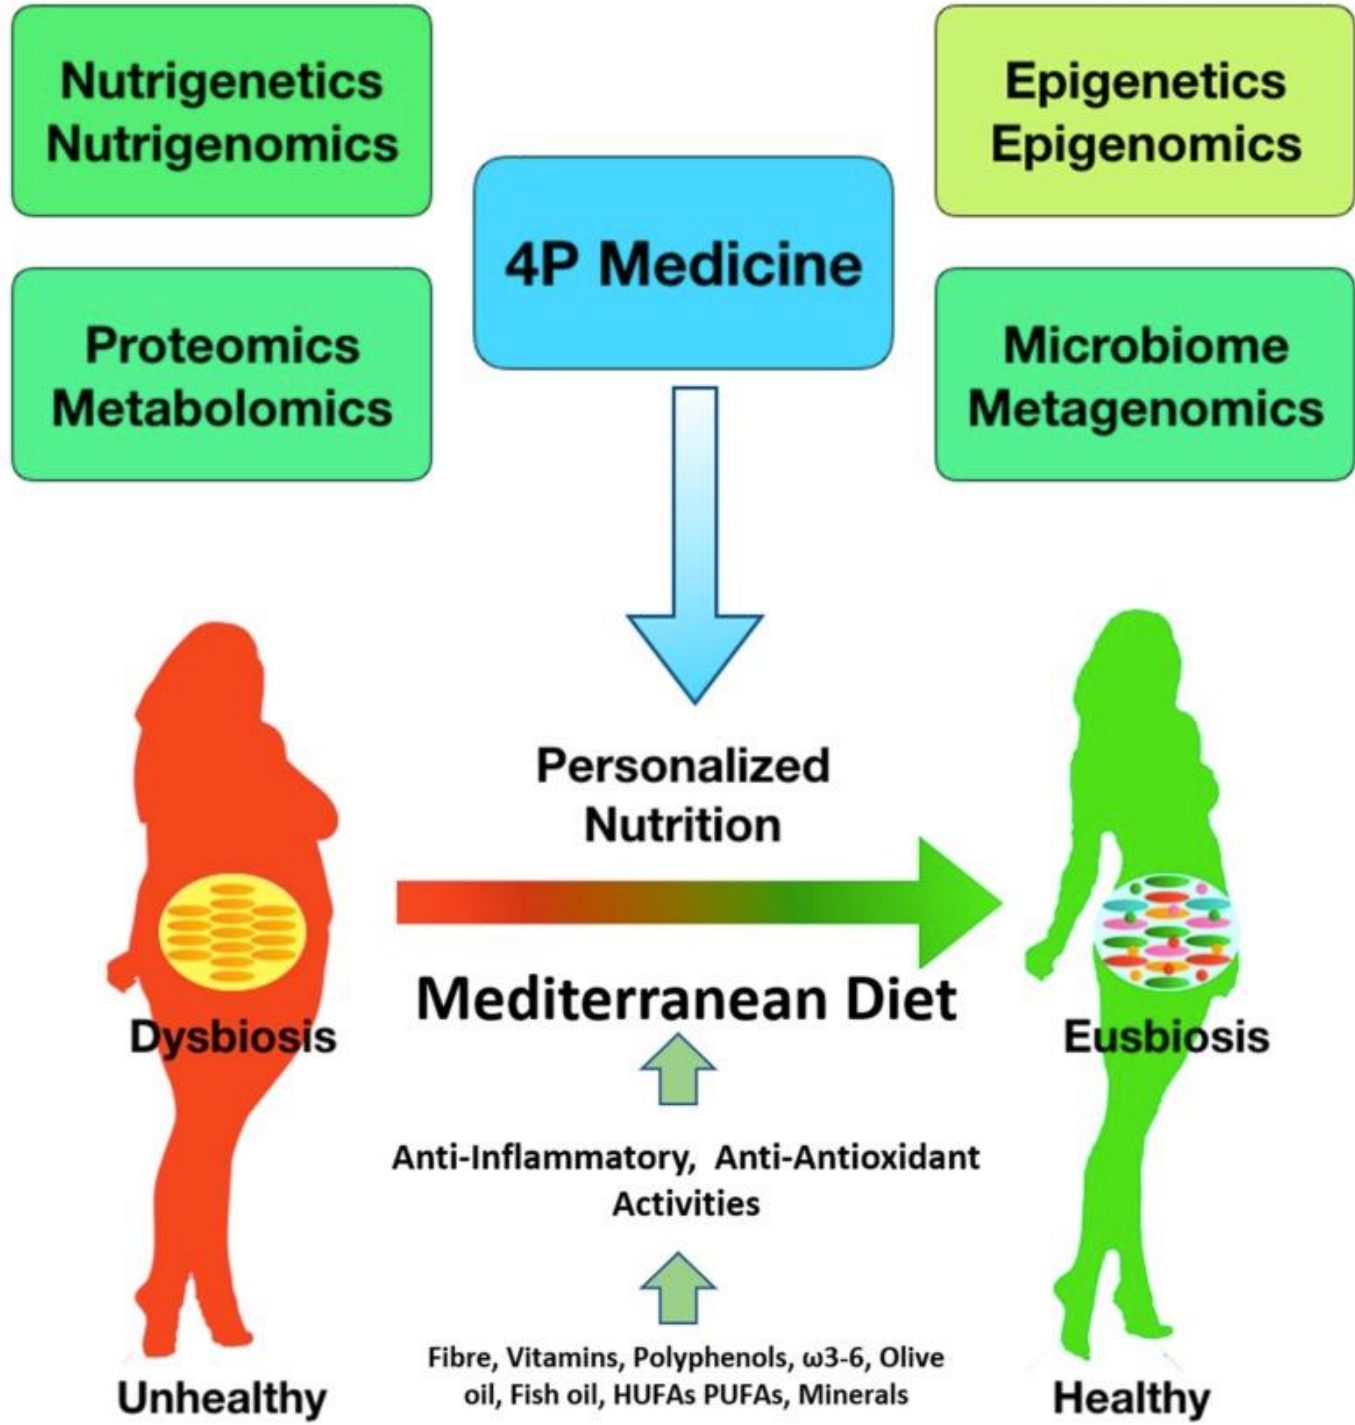 Nutrigenetics
Nutrigenomics
Epigenetics
Epigenomics
4P Medicine
Proteomics
Metabolomics
Microbiome
Metagenomics
Personalized
Nutrition
Mediterranean Diet
Dysbiosis
Eusbiosis
Anti-Inflammatory, Anti-Antioxidant
Activities
Fibre, Vitamins, Polyphenols, ω3-6, Olive
oil, Fish oil, HUFAs PUFAs, Minerals
Unhealthy
Healthy